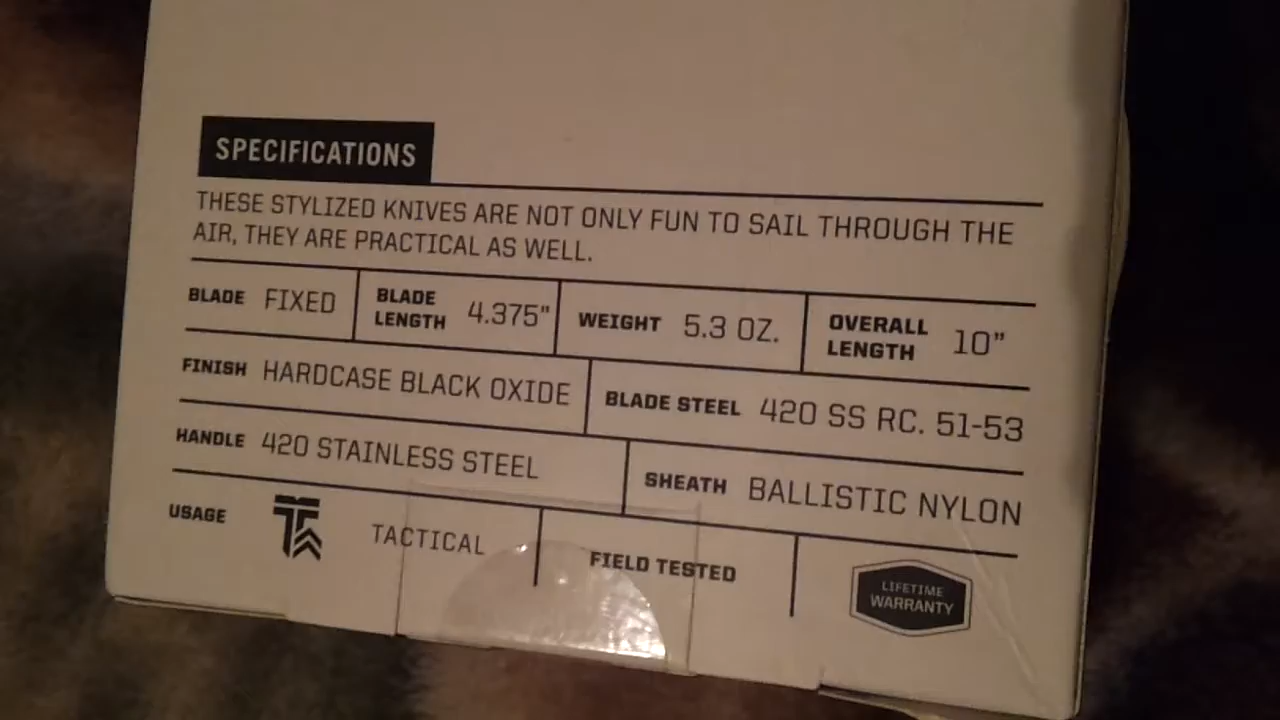 SPECIFICATIONS
THESE STYLIZED KNIVES ARE NOT ONLY FUN TO SAIL THROUGH THE
AIR, THEY ARE PRACTICAL AS WELL.
BLADE FIXED
BLADE LENGTH 4.375"
WEIGHT 5.3 OZ.
OVERALL LENGTH 10"
FINISH HARDCASE BLACK OXIDE
BLADE STEEL 420 SS RC. 51-53
HANDLE 420 STAINLESS STEEL
SHEATH BALLISTIC NYLON
USAGE TACTICAL
FIELD TESTED
LIFETIME
WARRANTY